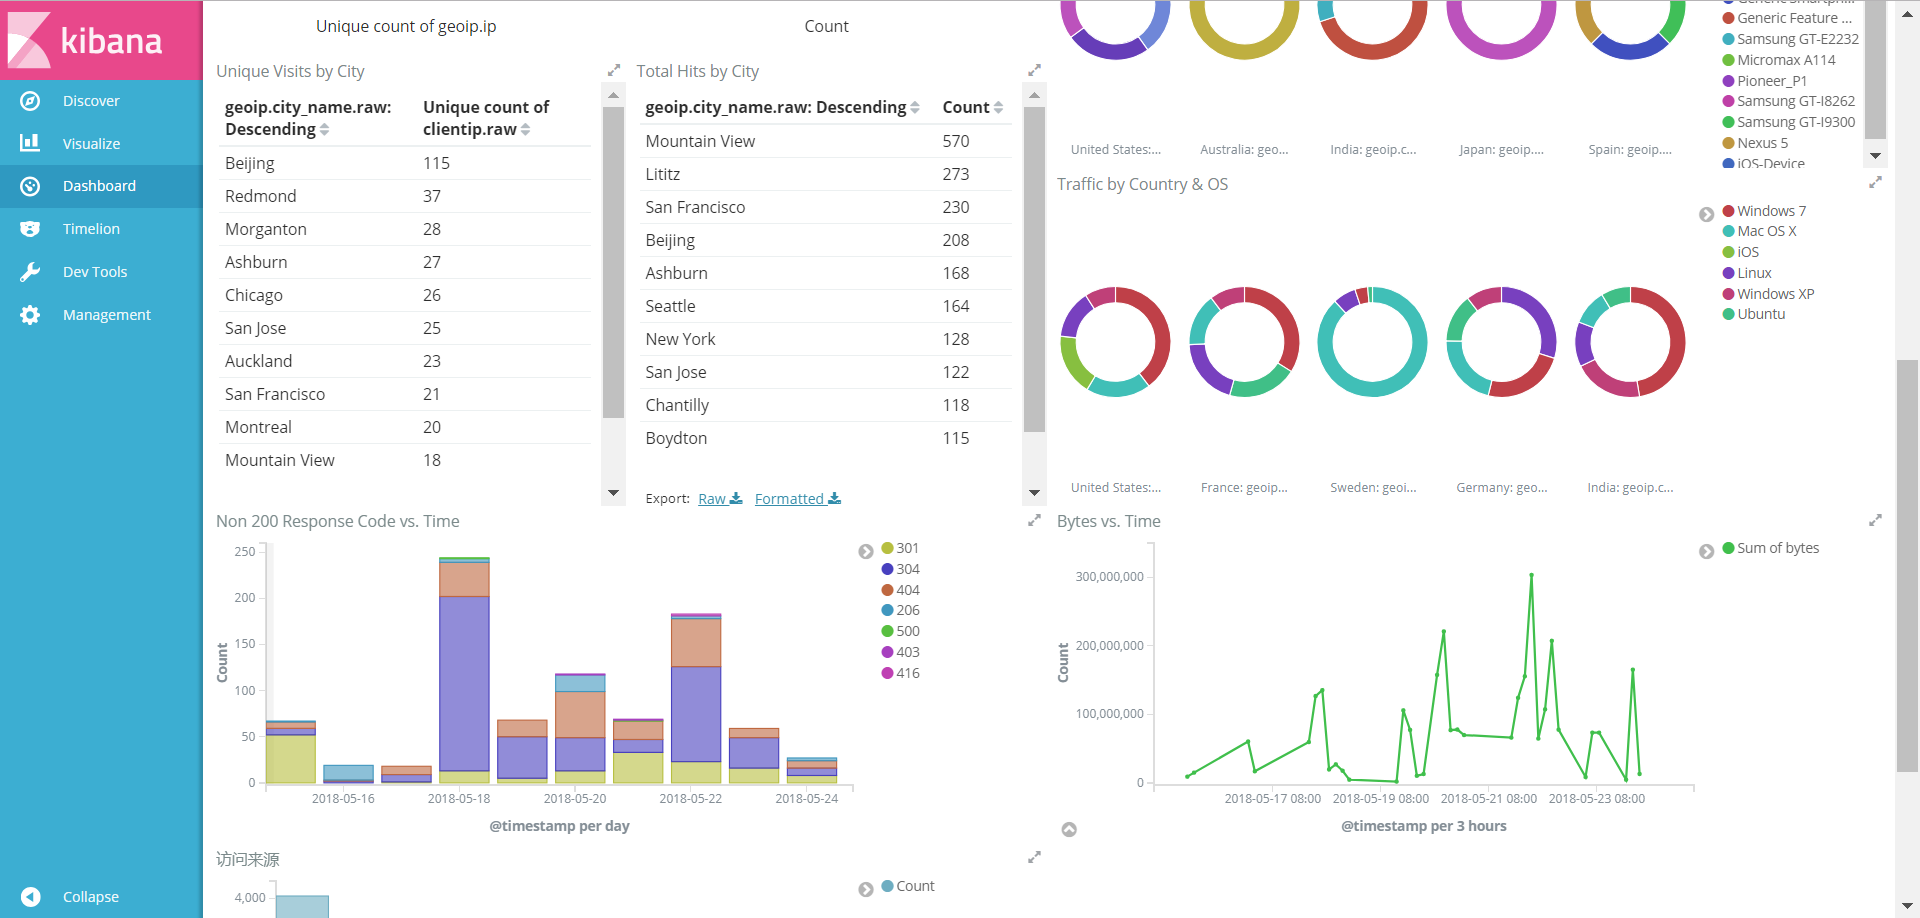 kibana
Discover
Visualize
Dashboard
Timelion
Dev Tools
Management
Collapse
Unique count of geoip.ip
Count
Unique Visits by City
geoip.city_name.raw: Descending
Unique count of clientip.raw
Beijing 115
Redmond 37
Morganton 28
Ashburn 27
Chicago 26
San Jose 25
Auckland 23
San Francisco 21
Montreal 20
Mountain View 18
Total Hits by City
geoip.city_name.raw: Descending Count
Mountain View 570
Lititz 273
San Francisco 230
Beijing 208
Ashburn 168
Seattle 164
New York 128
San Jose 122
Chantilly 118
Boydton 115
Export: Raw Formatted
Generic Smartph...
Generic Feature ...
Samsung GT-E2232
Micromax A114
Pioneer_P1
Samsung GT-I8262
Samsung GT-I9300
Nexus 5
iOS-Device
United States:... Australia: geo... India: geoip.c... Japan: geoip.... Spain: geoip....
Traffic by Country & OS
Windows 7
Mac OS X
iOS
Linux
Windows XP
Ubuntu
United States:... France: geoip... Sweden: geoi... Germany: geo... India: geoip.c...
Non 200 Response Code vs. Time
250
200
150
100
50
0
Count
2018-05-16 2018-05-18 2018-05-20 2018-05-22 2018-05-24
@timestamp per day
301
304
404
206
500
403
416
Bytes vs. Time
300,000,000
200,000,000
100,000,000
0
Count
2018-05-17 08:00 2018-05-19 08:00 2018-05-21 08:00 2018-05-23 08:00
@timestamp per 3 hours
Sum of bytes
访问来源
4,000
Count